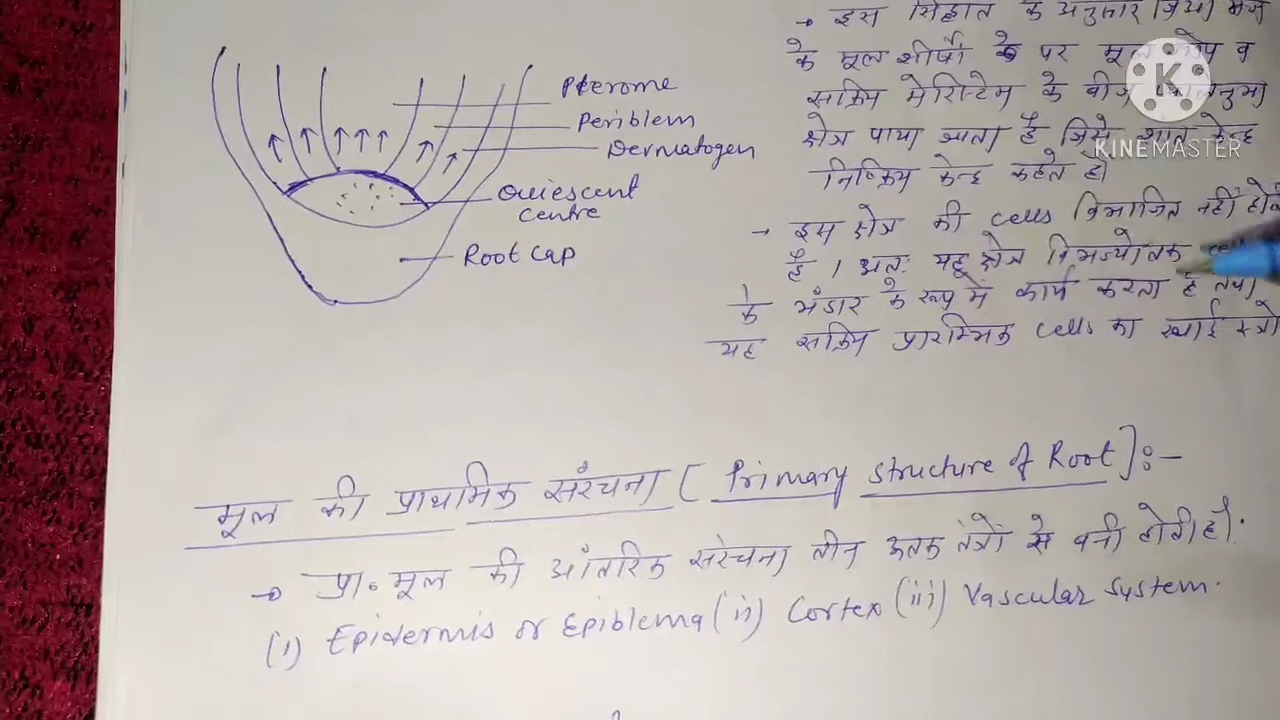 Plerome
Periblem
Dermatogen
Quiescent
centre
Root cap
→ इस सिद्धांत के अनुसार
के मूल शीर्षों के पर मूल गोप व
सक्रिय मेरिस्टेम के बीच
क्षेत्र पाया जाता है जिसे शांत केन्द्र
निष्क्रिय केन्द्र कहते हैं
→ इस क्षेत्र की cells विभाजित नहीं होती
है। अतः यह क्षेत्र
के भंडार के रूप में कार्य करता है तथा
यह सक्रिय प्रारम्भिक cells का स्थाई
KINEMASTER
मूल की प्राथमिक संरचना [Primary structure of Root]:-
→ प्रा. मूल की आंतरिक संरचना तीन ऊतक तंत्रों से बनी होती है.
(i) Epidermis or Epiblema (ii) Cortex (iii) Vascular system.